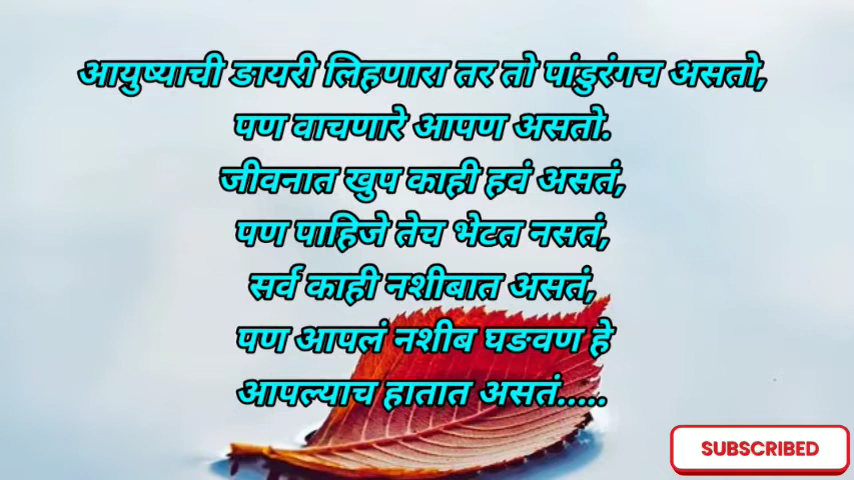 आयुष्याची डायरी लिहणारा तर तो पांडुरंगच असतो,
पण वाचणारे आपण असतो.
जीवनात खुप काही हवं असतं,
पण पाहिजे तेच भेटत नसतं,
सर्व काही नशीबात असतं,
पण आपलं नशीब घडवण हे
आपल्याच हातात असतं.....
SUBSCRIBED